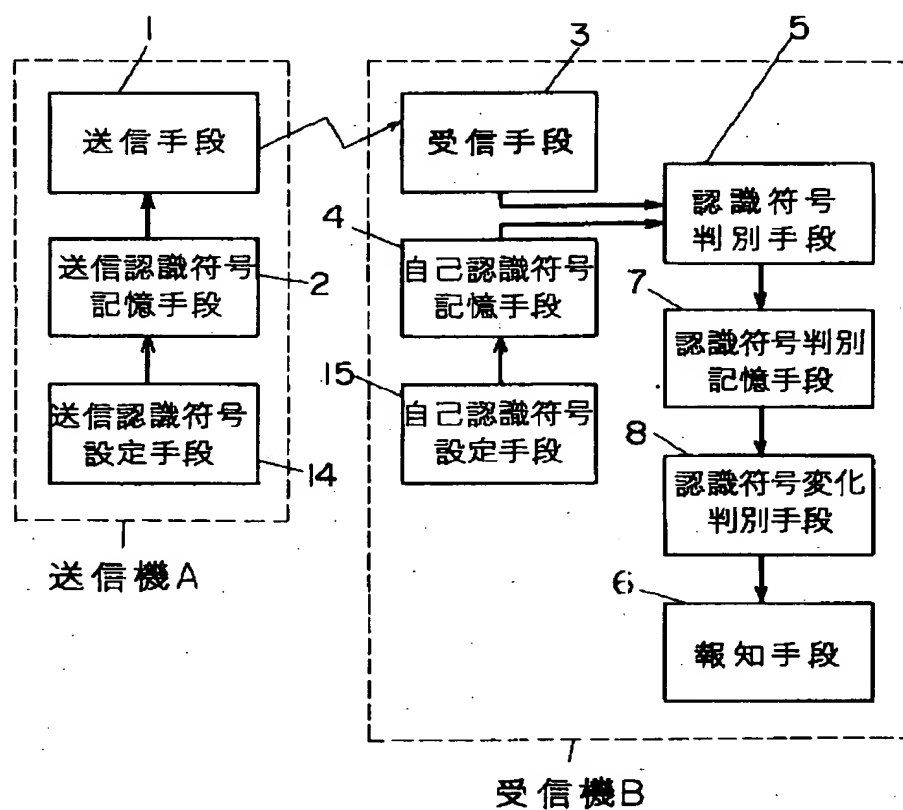 1
送信手段
送信認識符号
記憶手段
2
送信認識符号
設定手段
14
送信機A
3
受信手段
4
自己認識符号
記憶手段
15
自己認識符号
設定手段
5
認識符号
判別手段
7
認識符号判別
記憶手段
8
認識符号変化
判別手段
6
報知手段
受信機B